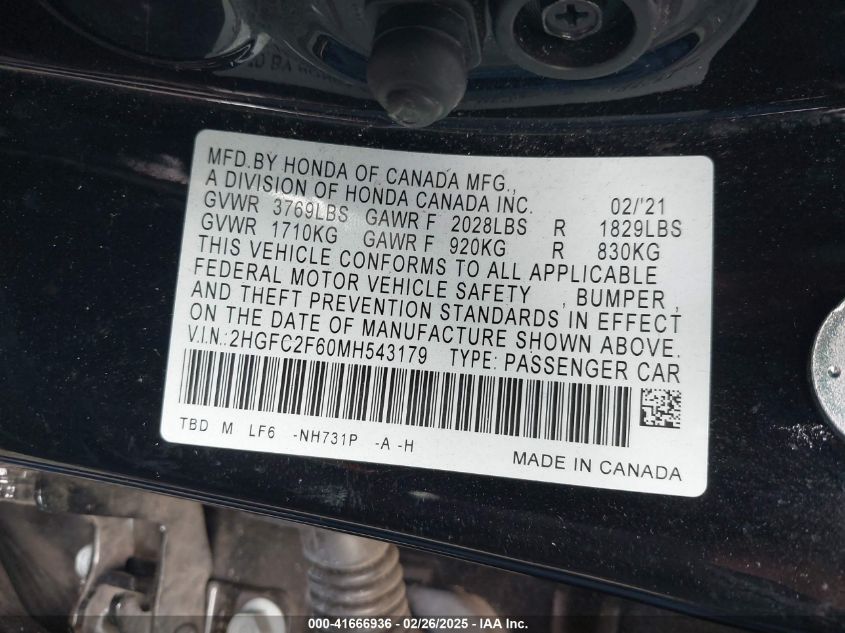 MFD.BY HONDA OF CANADA MFG.,
A DIVISION OF HONDA CANADA INC. 02/'21
GVWR 3769LBS GAWR F 2028LBS R 1829LBS
GVWR 1710KG GAWR F 920KG R 830KG
THIS VEHICLE CONFORMS TO ALL APPLICABLE
FEDERAL MOTOR VEHICLE SAFETY , BUMPER ,
AND THEFT PREVENTION STANDARDS IN EFFECT
ON THE DATE OF MANUFACTURE SHOWN ABOVE.
V.I.N.:2HGFC2F60MH543179 TYPE: PASSENGER CAR
TBD M LF6 -NH731P -A -H
MADE IN CANADA
000-41666936 - 02/26/2025 - IAA Inc.